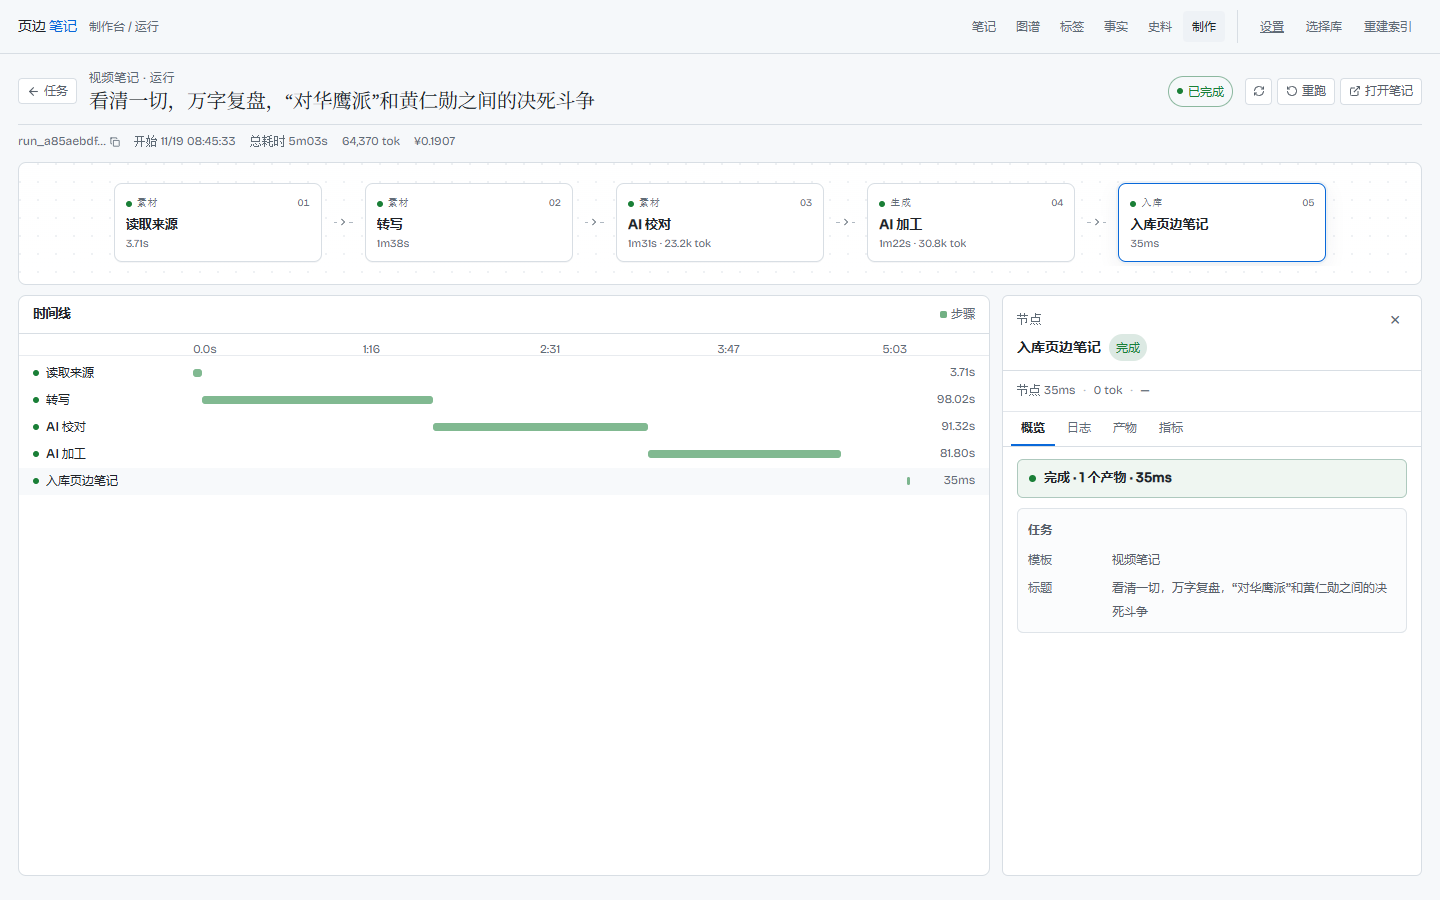 页边 笔记 制作台 / 运行 笔记 图谱 标签 事实 史料 制作 设置 选择库 重建索引
← 任务
视频笔记 · 运行
看清一切，万字复盘，“对华鹰派”和黄仁勋之间的决死斗争
已完成 重跑 打开笔记
run_a85aebdf... 开始 11/19 08:45:33 总耗时 5m03s 64,370 tok ¥0.1907
素材 01
读取来源
3.71s
素材 02
转写
1m38s
素材 03
AI 校对
1m31s · 23.2k tok
生成 04
AI 加工
1m22s · 30.8k tok
入库 05
入库页边笔记
35ms
时间线 步骤
0.0s 1:16 2:31 3:47 5:03
读取来源 3.71s
转写 98.02s
AI 校对 91.32s
AI 加工 81.80s
入库页边笔记 35ms
节点
入库页边笔记 完成
节点 35ms · 0 tok · —
概览 日志 产物 指标
完成 · 1 个产物 · 35ms
任务
模板 视频笔记
标题 看清一切，万字复盘，“对华鹰派”和黄仁勋之间的决
死斗争